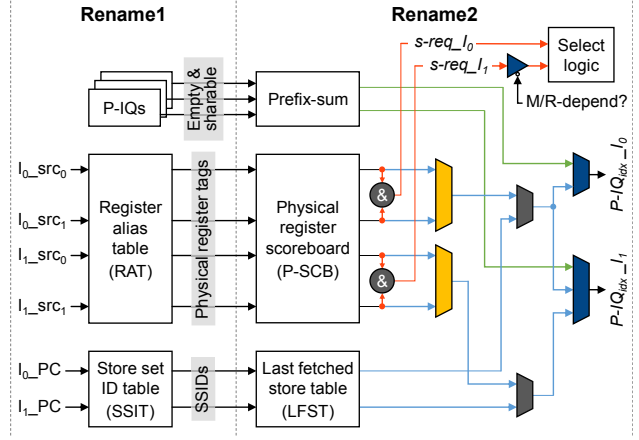 Rename1
Rename2
s-req_I0
s-req_I1
Select
logic
M/R-depend?
P-IQs
Empty &
sharable
Prefix-sum
I0_src0
I0_src1
I1_src0
I1_src1
Register
alias
table
(RAT)
Physical register tags
Physical
register
scoreboard
(P-SCB)
&
&
P-IQidx_I0
P-IQidx_I1
I0_PC
I1_PC
Store set
ID table
(SSIT)
SSIDs
Last fetched
store table
(LFST)